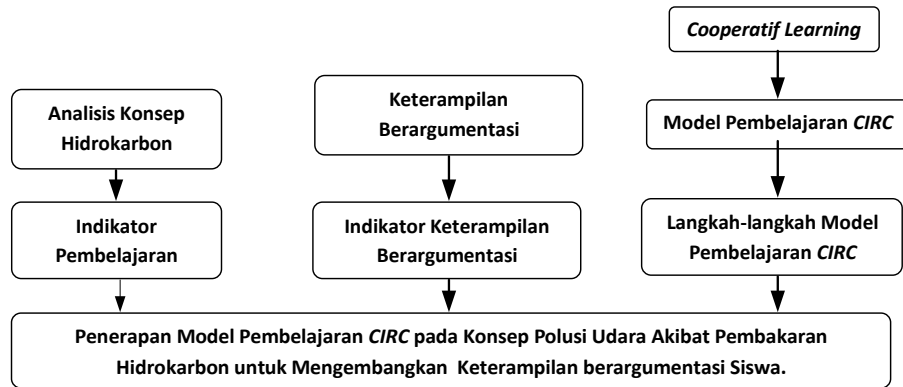 Cooperatif Learning
Analisis Konsep
Hidrokarbon
Keterampilan
Berargumentasi
Model Pembelajaran CIRC
Indikator
Pembelajaran
Indikator Keterampilan
Berargumentasi
Langkah-langkah Model
Pembelajaran CIRC
Penerapan Model Pembelajaran CIRC pada Konsep Polusi Udara Akibat Pembakaran
Hidrokarbon untuk Mengembangkan Keterampilan berargumentasi Siswa.